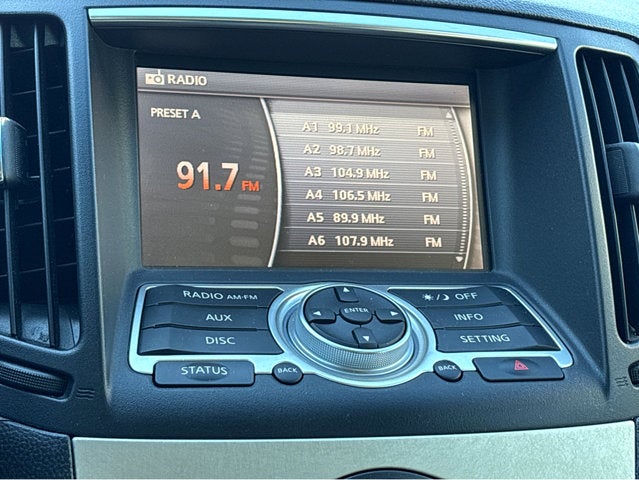 RADIO
PRESET A
91.7 FM
A1 99.1 MHz FM
A2 98.7 MHz FM
A3 104.9 MHz FM
A4 106.5 MHz FM
A5 89.9 MHz FM
A6 107.9 MHz FM
RADIO AM·FM
AUX
DISC
STATUS
BACK
ENTER
OFF
INFO
SETTING
BACK